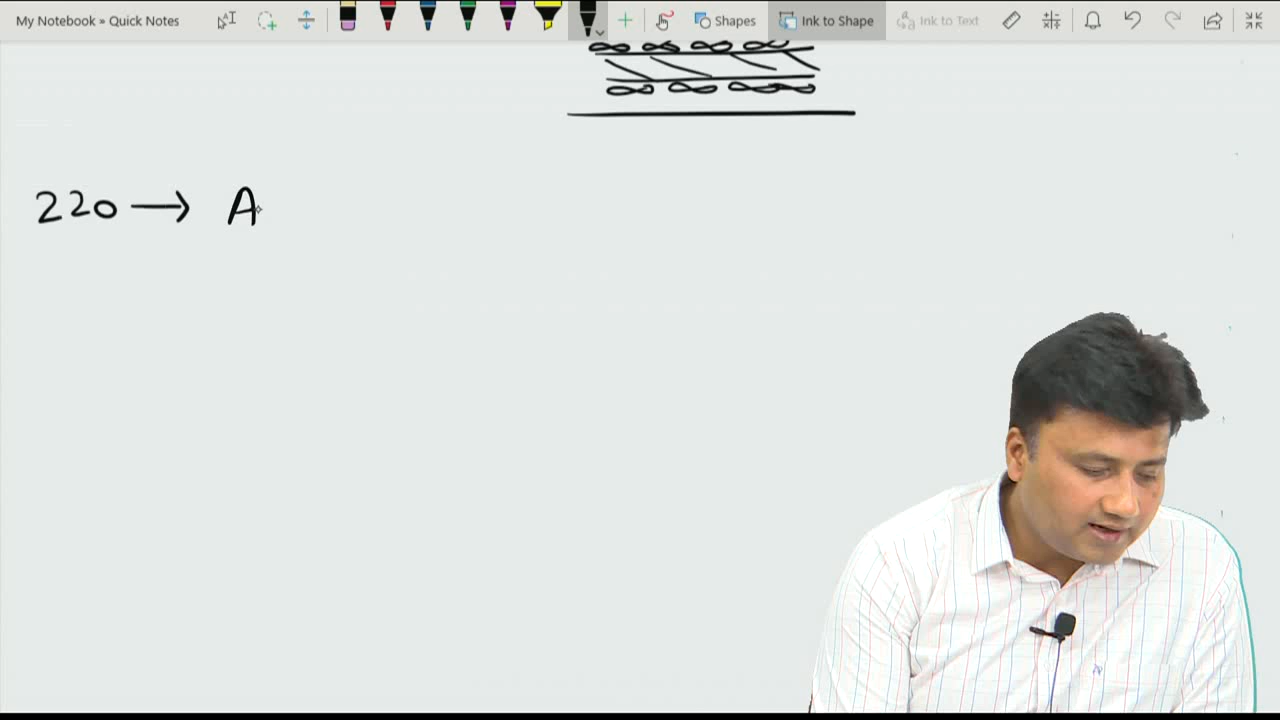 My Notebook » Quick Notes
Shapes
Ink to Shape
Ink to Text
220 → A